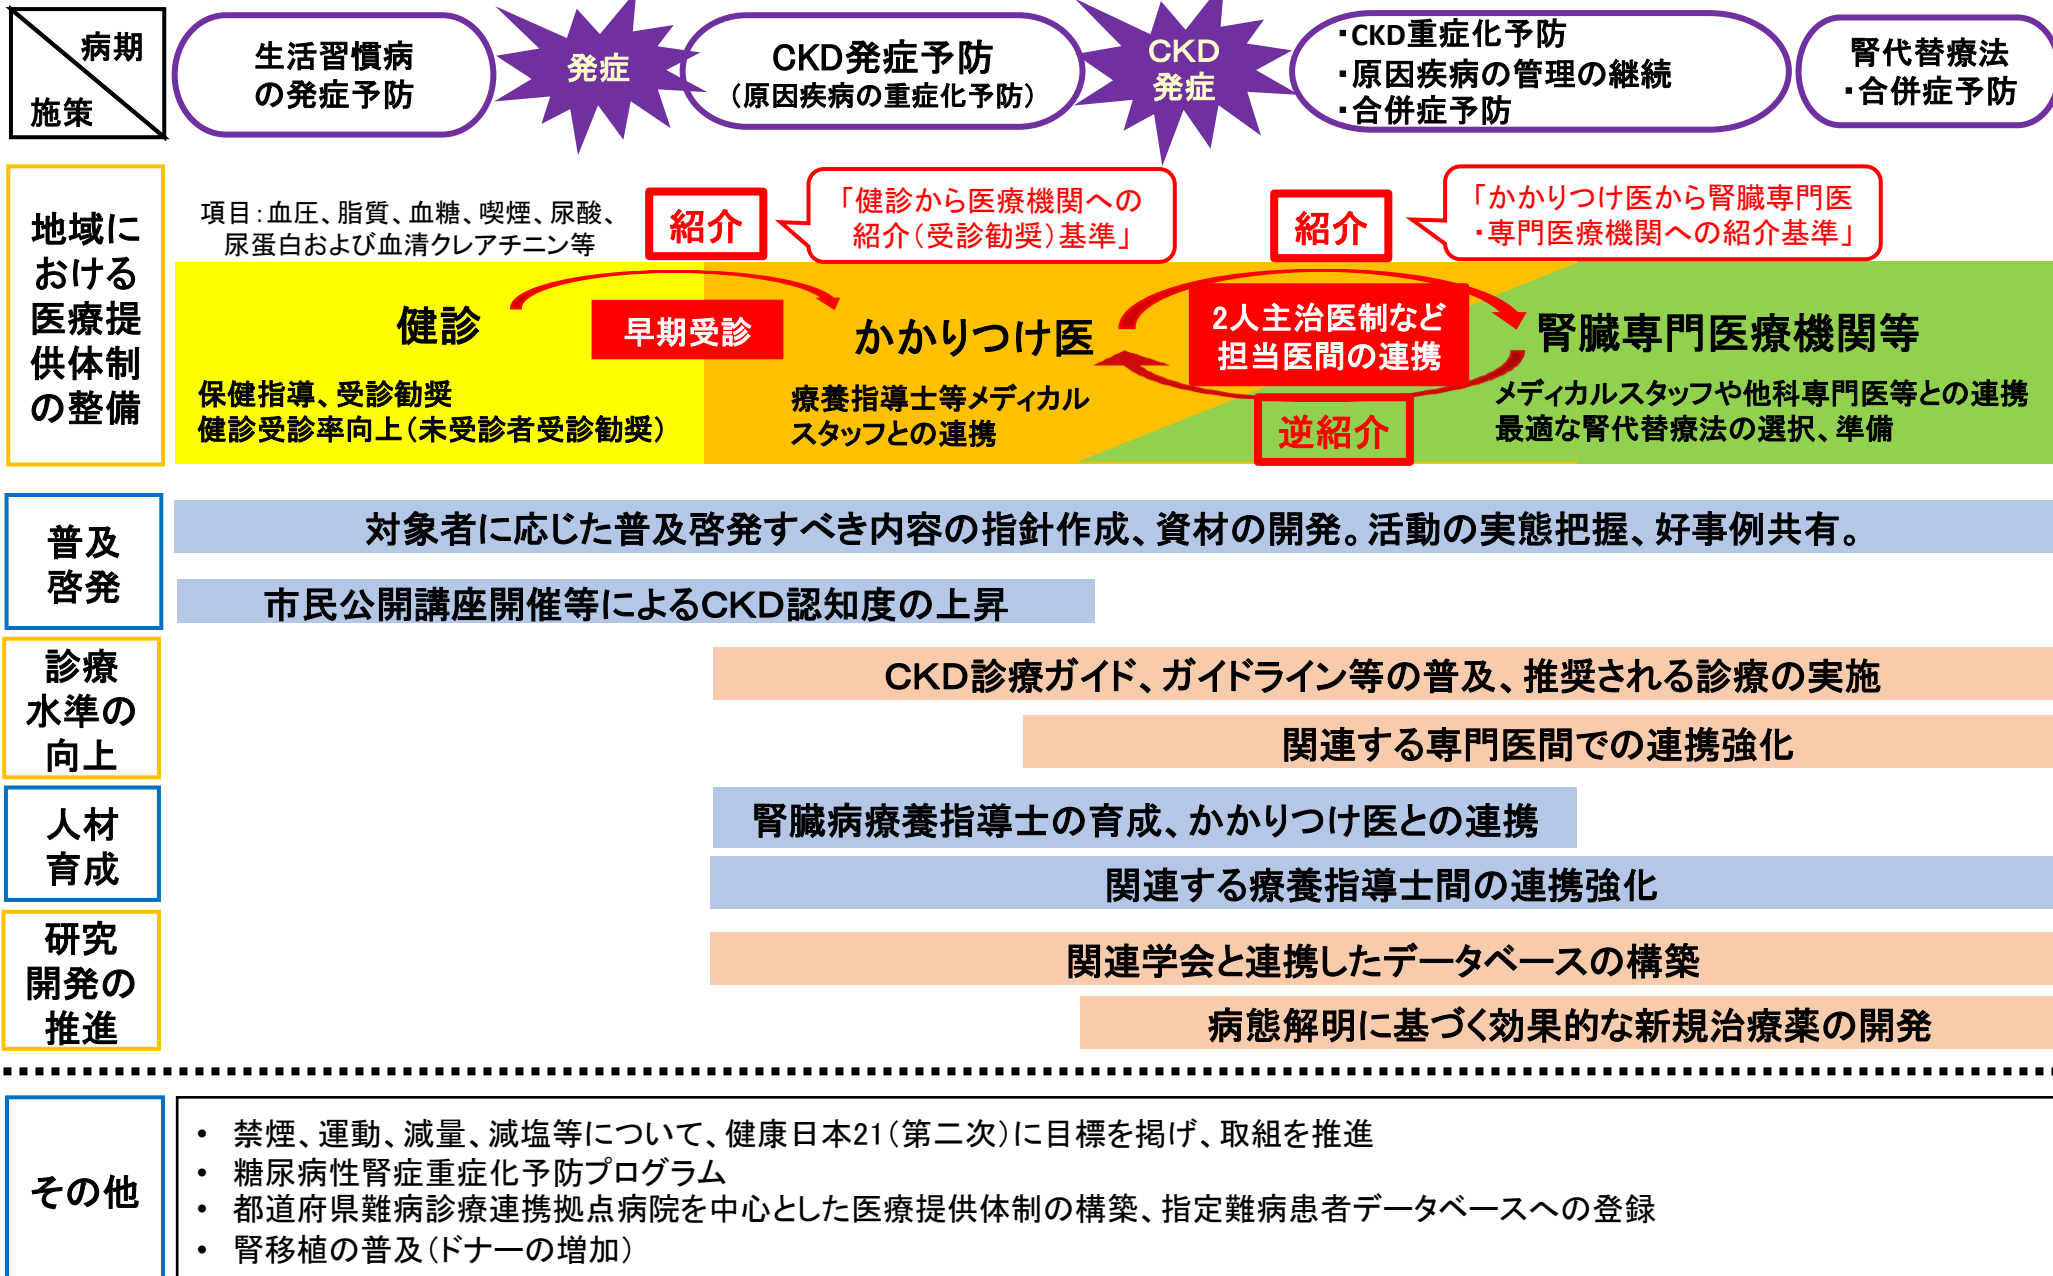 病期
施策
生活習慣病
の発症予防
発症
CKD発症予防
（原因疾病の重症化予防）
CKD
発症
・CKD重症化予防
・原因疾病の管理の継続
・合併症予防
腎代替療法
・合併症予防
地域に
おける
医療提
供体制
の整備
項目：血圧、脂質、血糖、喫煙、尿酸、
尿蛋白および血清クレアチニン等
紹介
「健診から医療機関への
紹介（受診勧奨）基準」
紹介
「かかりつけ医から腎臓専門医
・専門医療機関への紹介基準」
健診
早期受診
かかりつけ医
2人主治医制など
担当医間の連携
腎臓専門医療機関等
保健指導、受診勧奨
健診受診率向上（未受診者受診勧奨）
療養指導士等メディカル
スタッフとの連携
逆紹介
メディカルスタッフや他科専門医等との連携
最適な腎代替療法の選択、準備
普及
啓発
対象者に応じた普及啓発すべき内容の指針作成、資材の開発。活動の実態把握、好事例共有。
市民公開講座開催等によるCKD認知度の上昇
診療
水準の
向上
CKD診療ガイド、ガイドライン等の普及、推奨される診療の実施
関連する専門医間での連携強化
人材
育成
腎臓病療養指導士の育成、かかりつけ医との連携
関連する療養指導士間の連携強化
研究
開発の
推進
関連学会と連携したデータベースの構築
病態解明に基づく効果的な新規治療薬の開発
その他
• 禁煙、運動、減量、減塩等について、健康日本21（第二次）に目標を掲げ、取組を推進
• 糖尿病性腎症重症化予防プログラム
• 都道府県難病診療連携拠点病院を中心とした医療提供体制の構築、指定難病患者データベースへの登録
• 腎移植の普及（ドナーの増加）